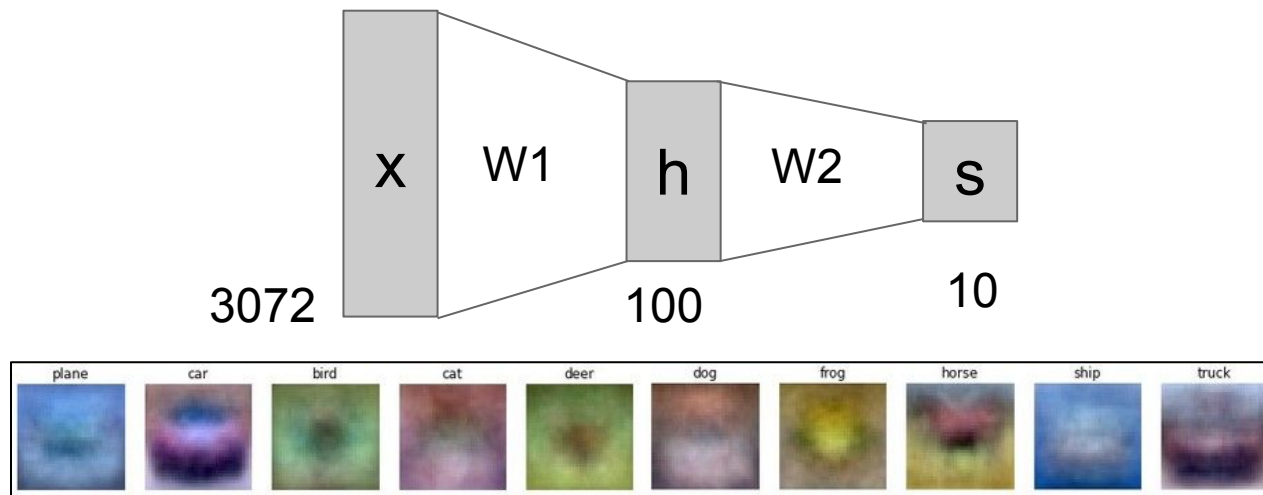 x W1 h W2 s
3072 100 10
plane car bird cat deer dog frog horse ship truck